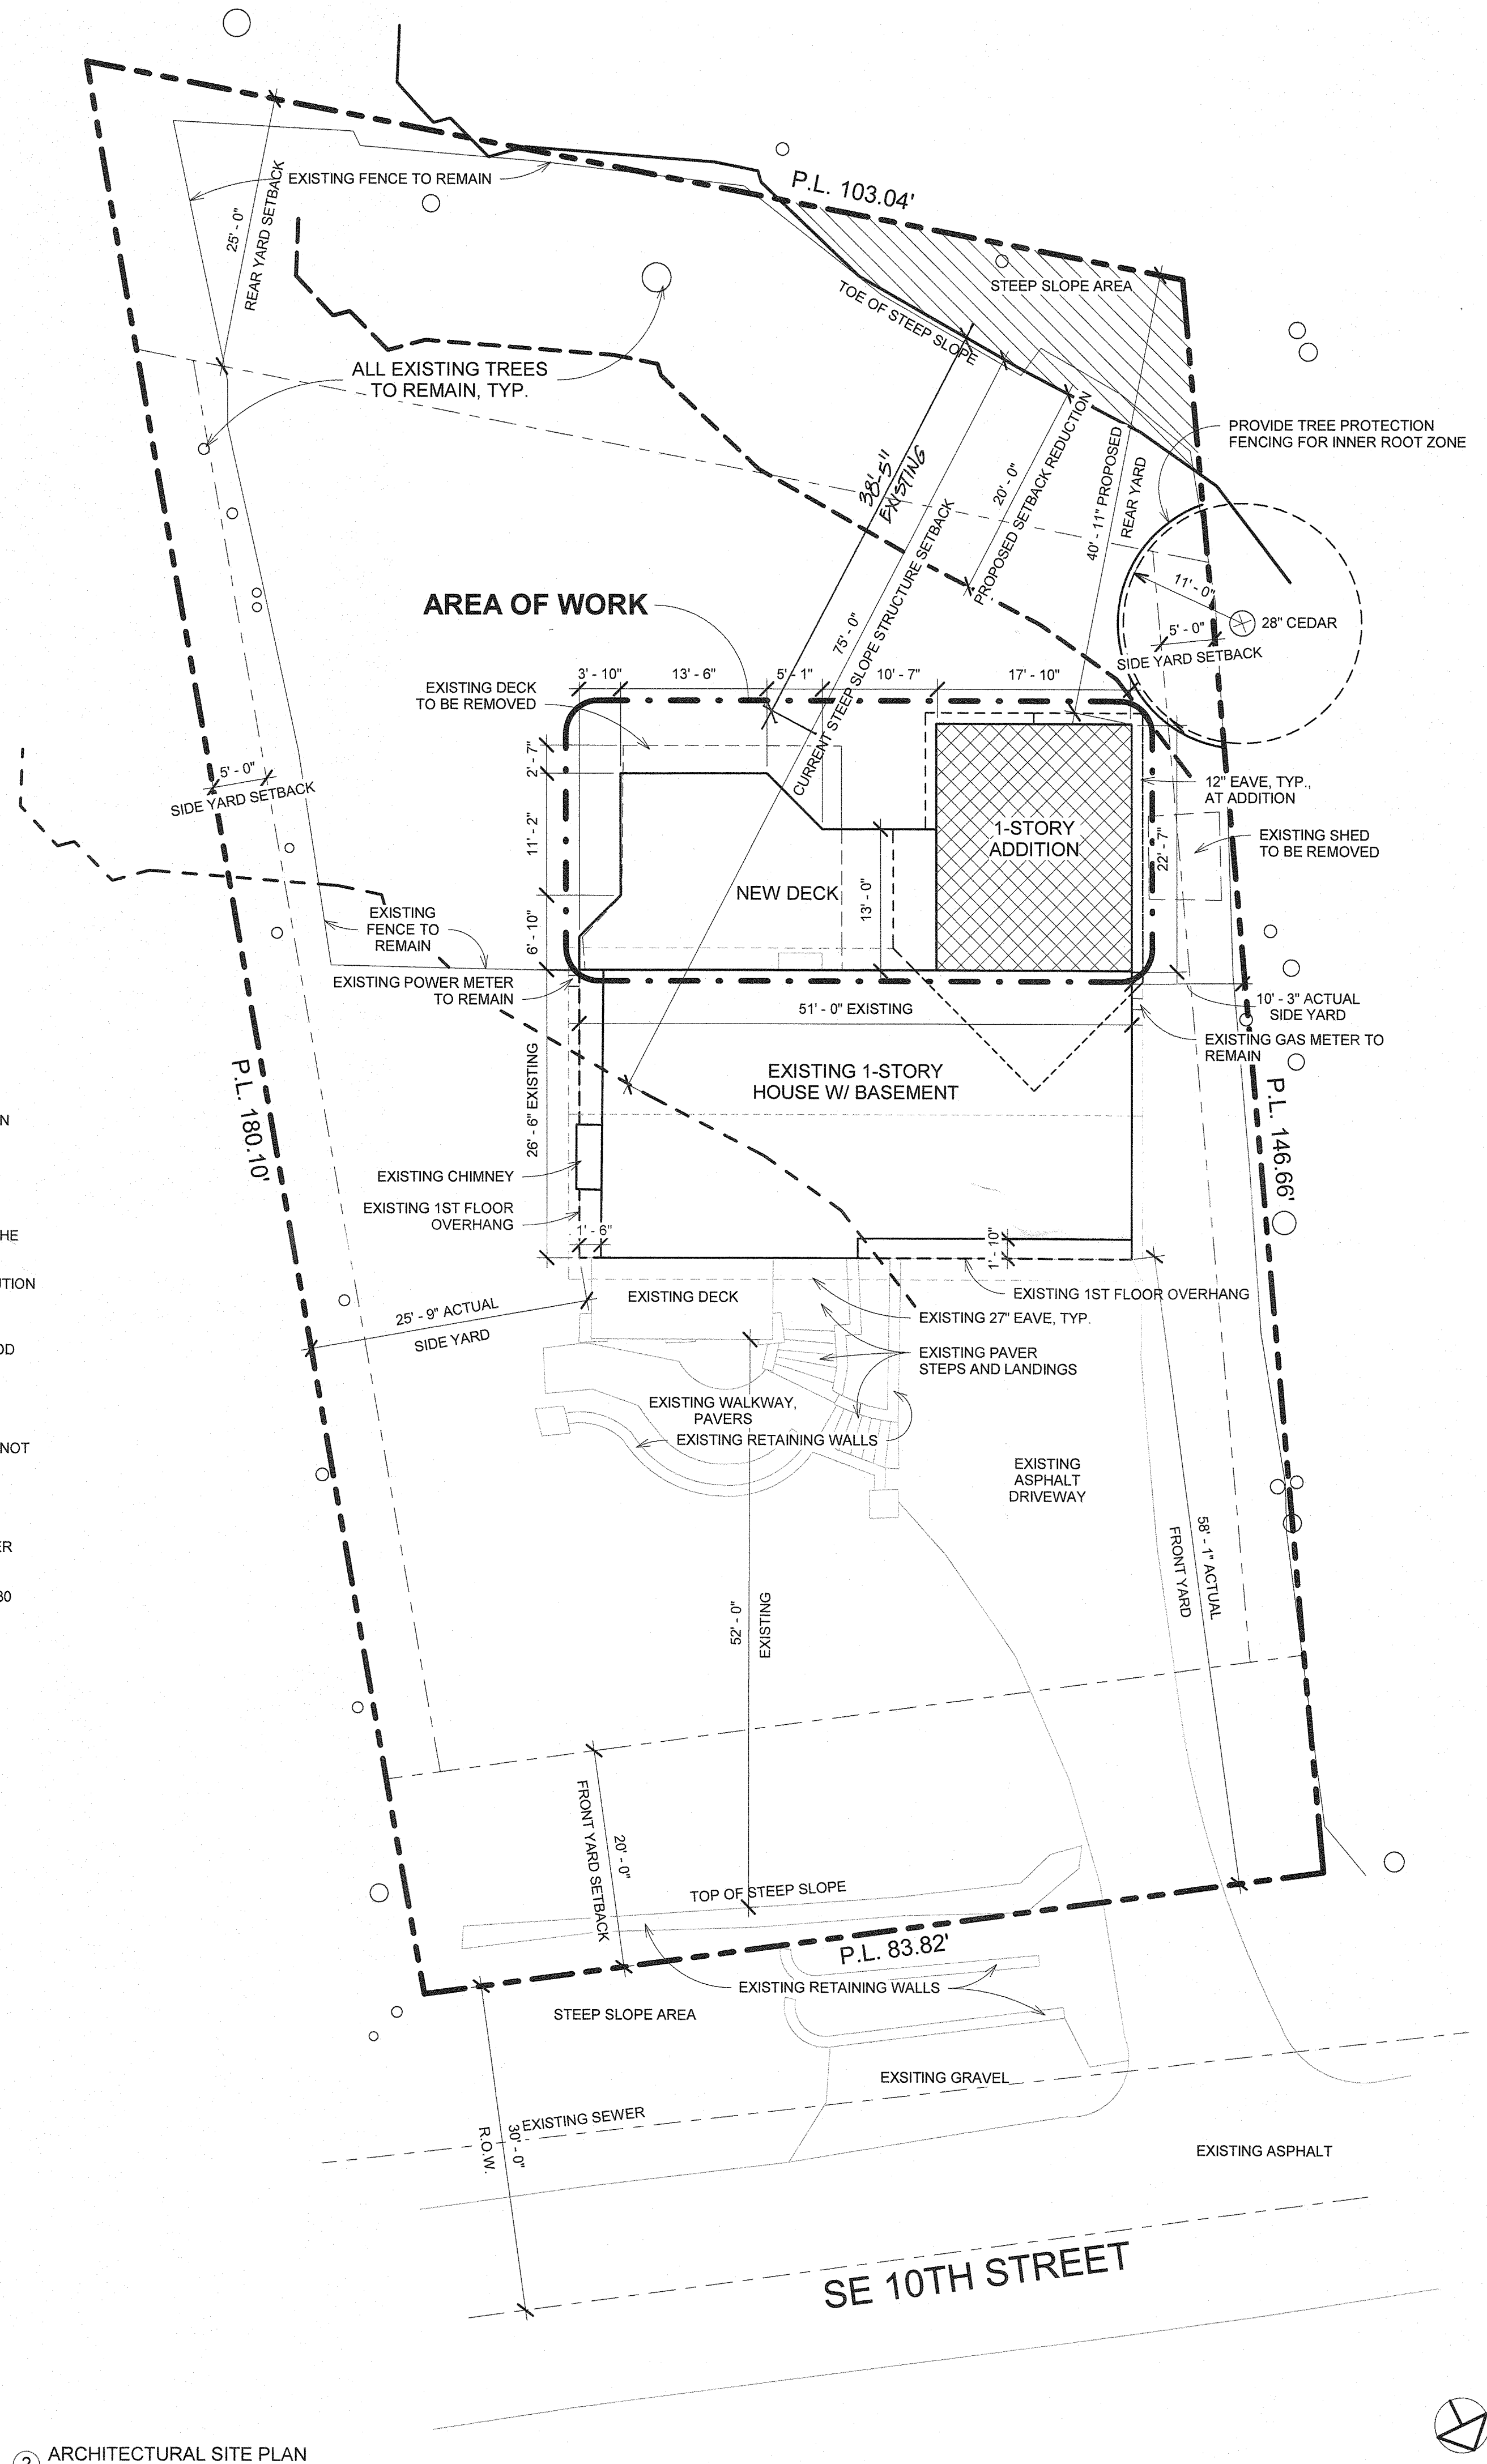 P.L. 103.04'
EXISTING FENCE TO REMAIN
25' - 0"
REAR YARD SETBACK
STEEP SLOPE AREA
TOE OF STEEP SLOPE
ALL EXISTING TREES
TO REMAIN, TYP.
PROVIDE TREE PROTECTION
FENCING FOR INNER ROOT ZONE
38'-5"
EXISTING
20' - 0"
PROPOSED SETBACK REDUCTION
40' - 11" PROPOSED
REAR YARD
75' - 0"
CURRENT STEEP SLOPE STRUCTURE SETBACK
11' - 0"
28" CEDAR
5' - 0"
SIDE YARD SETBACK
AREA OF WORK
3' - 10"
13' - 6"
5' - 1"
10' - 7"
17' - 10"
EXISTING DECK
TO BE REMOVED
2' - 7"
5' - 0"
SIDE YARD SETBACK
12" EAVE, TYP.,
AT ADDITION
11' - 2"
1-STORY
ADDITION
22' - 7"
EXISTING SHED
TO BE REMOVED
NEW DECK
13' - 0"
EXISTING
FENCE TO
REMAIN
6' - 10"
EXISTING POWER METER
TO REMAIN
51' - 0" EXISTING
10' - 3" ACTUAL
SIDE YARD
EXISTING GAS METER TO
REMAIN
26' - 6" EXISTING
EXISTING 1-STORY
HOUSE W/ BASEMENT
P.L. 180.10'
P.L. 146.66'
N
EXISTING CHIMNEY
EXISTING 1ST FLOOR
OVERHANG
1' - 6"
1' - 10"
HE
UTION
EXISTING DECK
EXISTING 1ST FLOOR OVERHANG
25' - 9" ACTUAL
SIDE YARD
EXISTING 27" EAVE, TYP.
OD
EXISTING PAVER
STEPS AND LANDINGS
EXISTING WALKWAY,
PAVERS
NOT
EXISTING RETAINING WALLS
EXISTING
ASPHALT
DRIVEWAY
ER
58' - 1" ACTUAL
FRONT YARD
30
52' - 0"
EXISTING
20' - 0"
FRONT YARD SETBACK
TOP OF STEEP SLOPE
P.L. 83.82'
EXISTING RETAINING WALLS
STEEP SLOPE AREA
EXSITING GRAVEL
EXISTING SEWER
30' - 0"
R.O.W.
EXISTING ASPHALT
SE 10TH STREET
2
ARCHITECTURAL SITE PLAN